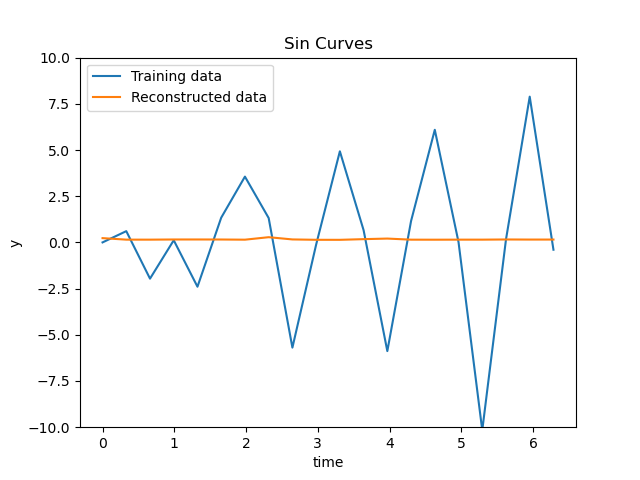 Sin Curves
Training data
Reconstructed data
10.0
7.5
5.0
2.5
0.0
−2.5
−5.0
−7.5
−10.0
y
0 1 2 3 4 5 6
time